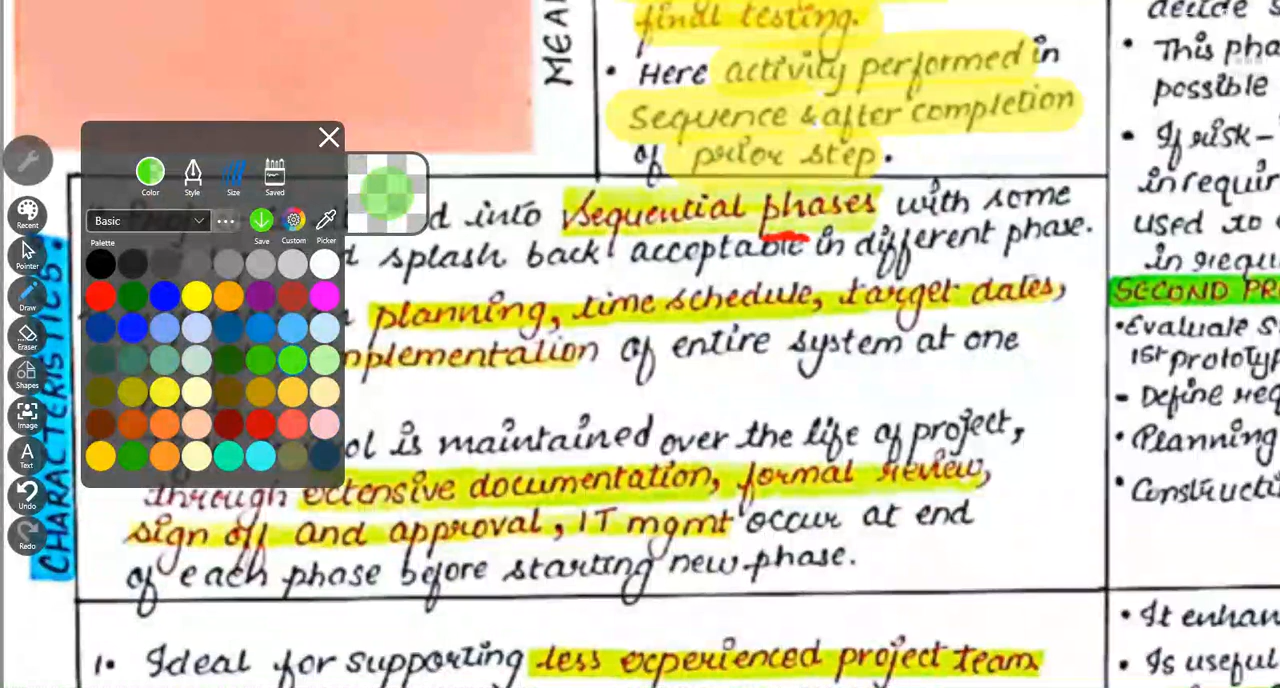 final testing.
MEA
• Here activity performed in
Sequence & after completion
of prior step.
d into Sequential phases with some
splash back acceptable in different phase.
planning, time schedule, target dates,
mplementation of entire system at one
ol is maintained over the life of project,
through extensive documentation, formal review,
sign off and approval, IT mgmt occur at end
of each phase before starting new phase.
CHARACTERISTICS.
1. Ideal for supporting less experienced project team
decide s
• This pha
possible
• If risk -
in requir
used to
in requ
SECOND PR
• Evaluate s
1st prototyp
- Define req
• Planning
• Constructi
• It enhan
• Is useful
Color
Style
Size
Saved
Basic
Palette
Save
Custom
Picker
Recent
Pointer
Draw
Eraser
Shapes
Image
A
Text
Undo
Redo